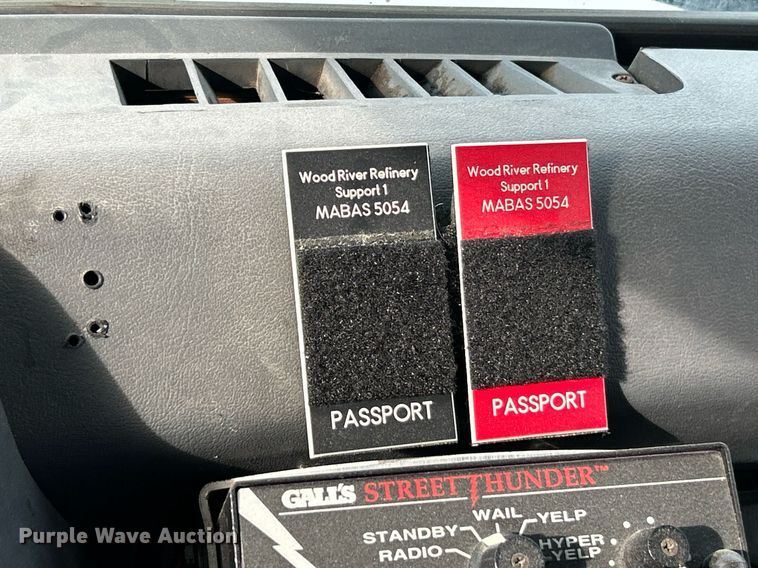 Wood River Refinery
Support 1
MABAS 5054
PASSPORT
Wood River Refinery
Support 1
MABAS 5054
PASSPORT
GALL'S STREET THUNDER™
WAIL
YELP
STANDBY
HYPER
YELP
RADIO
Purple Wave Auction